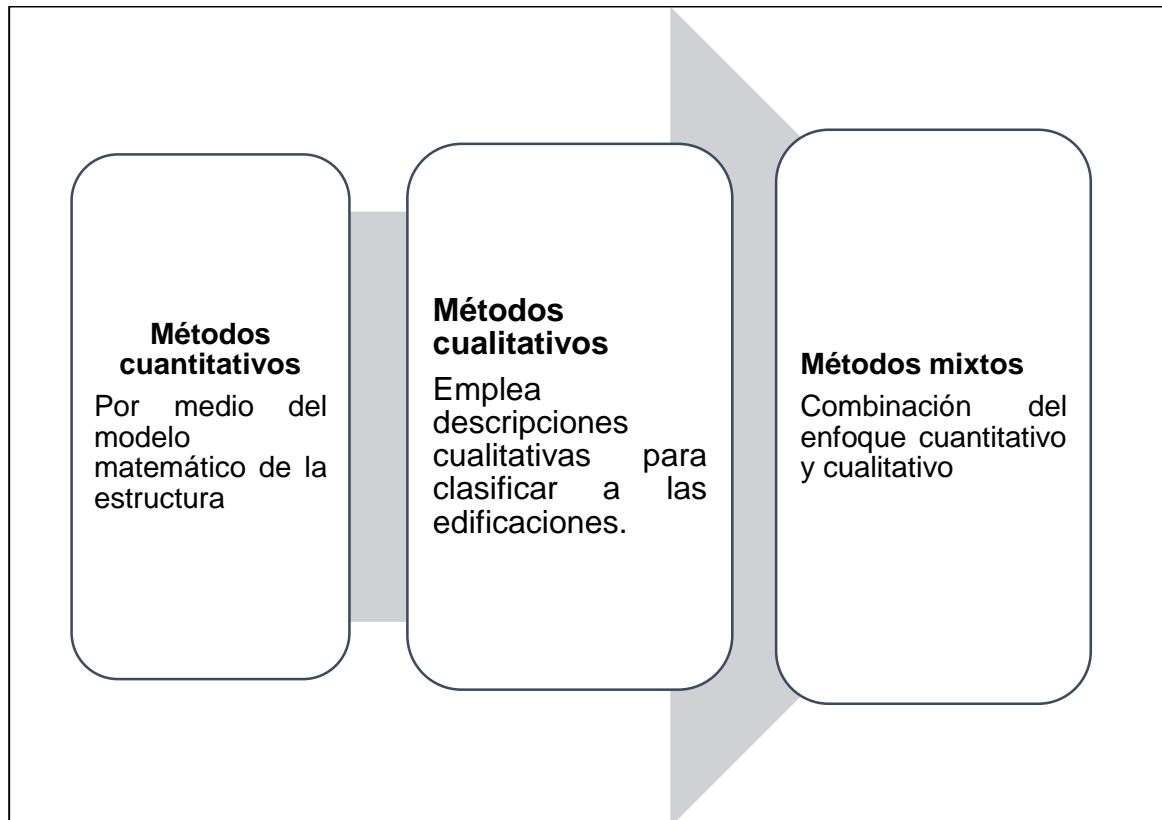 Métodos
cuantitativos
Por medio del
modelo
matemático de la
estructura
Métodos
cualitativos
Emplea
descripciones
cualitativas para
clasificar a las
edificaciones.
Métodos mixtos
Combinación del
enfoque cuantitativo
y cualitativo